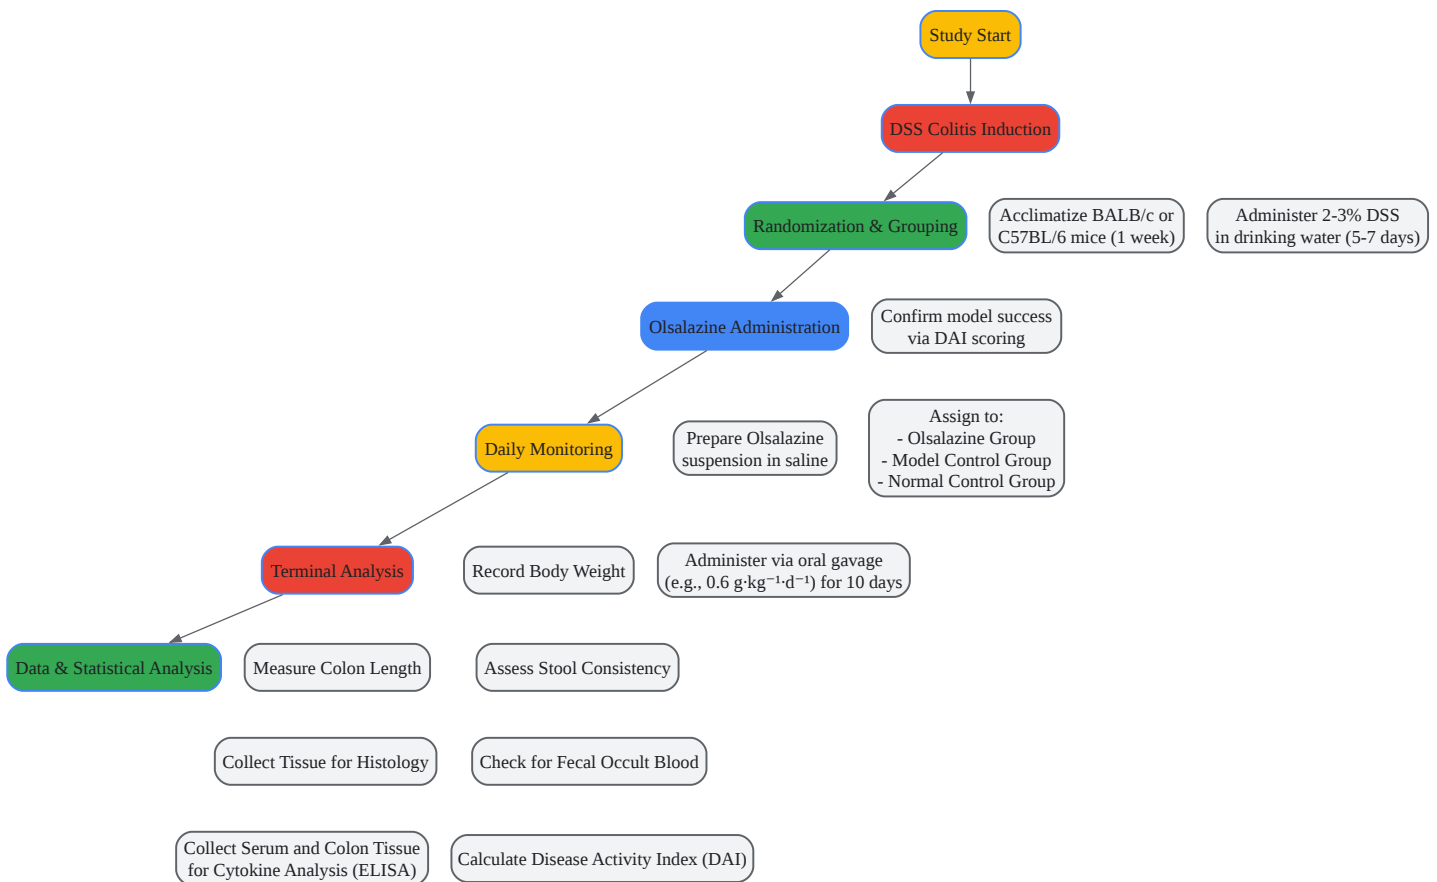 Study Start
DSS Colitis Induction
Randomization & Grouping
Acclimatize BALB/c or
C57BL/6 mice (1 week)
Administer 2-3% DSS
in drinking water (5-7 days)
Olsalazine Administration
Confirm model success
via DAI scoring
Daily Monitoring
Prepare Olsalazine
suspension in saline
Assign to:
- Olsalazine Group
- Model Control Group
- Normal Control Group
Terminal Analysis
Record Body Weight
Administer via oral gavage
(e.g., 0.6 g·kg⁻¹·d⁻¹) for 10 days
Data & Statistical Analysis
Measure Colon Length
Assess Stool Consistency
Collect Tissue for Histology
Check for Fecal Occult Blood
Collect Serum and Colon Tissue
for Cytokine Analysis (ELISA)
Calculate Disease Activity Index (DAI)